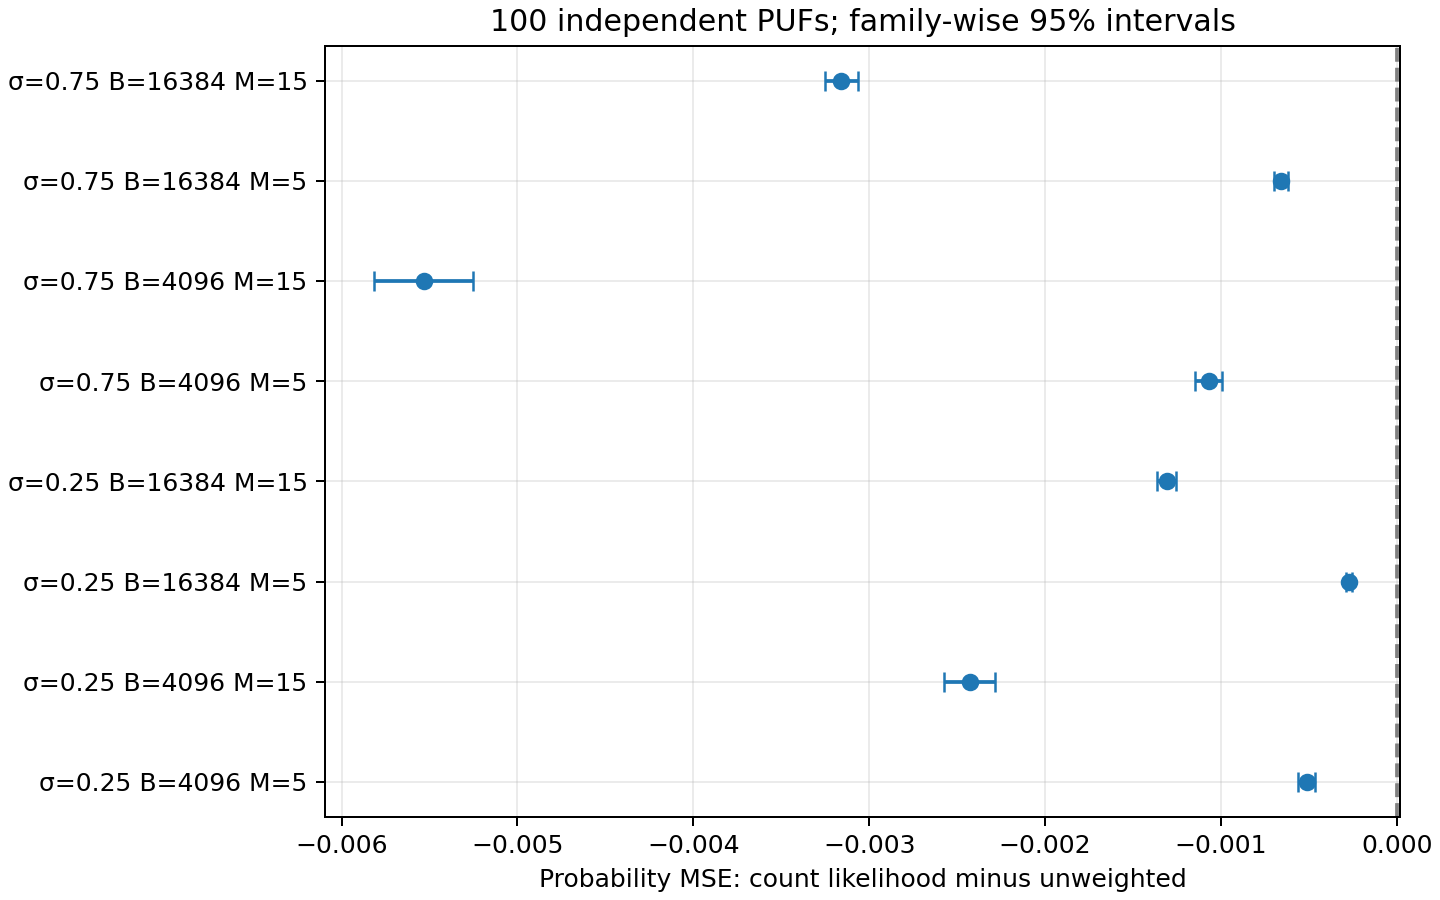 100 independent PUFs; family-wise 95% intervals
σ=0.75 B=16384 M=15
σ=0.75 B=16384 M=5
σ=0.75 B=4096 M=15
σ=0.75 B=4096 M=5
σ=0.25 B=16384 M=15
σ=0.25 B=16384 M=5
σ=0.25 B=4096 M=15
σ=0.25 B=4096 M=5
−0.006 −0.005 −0.004 −0.003 −0.002 −0.001 0.000
Probability MSE: count likelihood minus unweighted